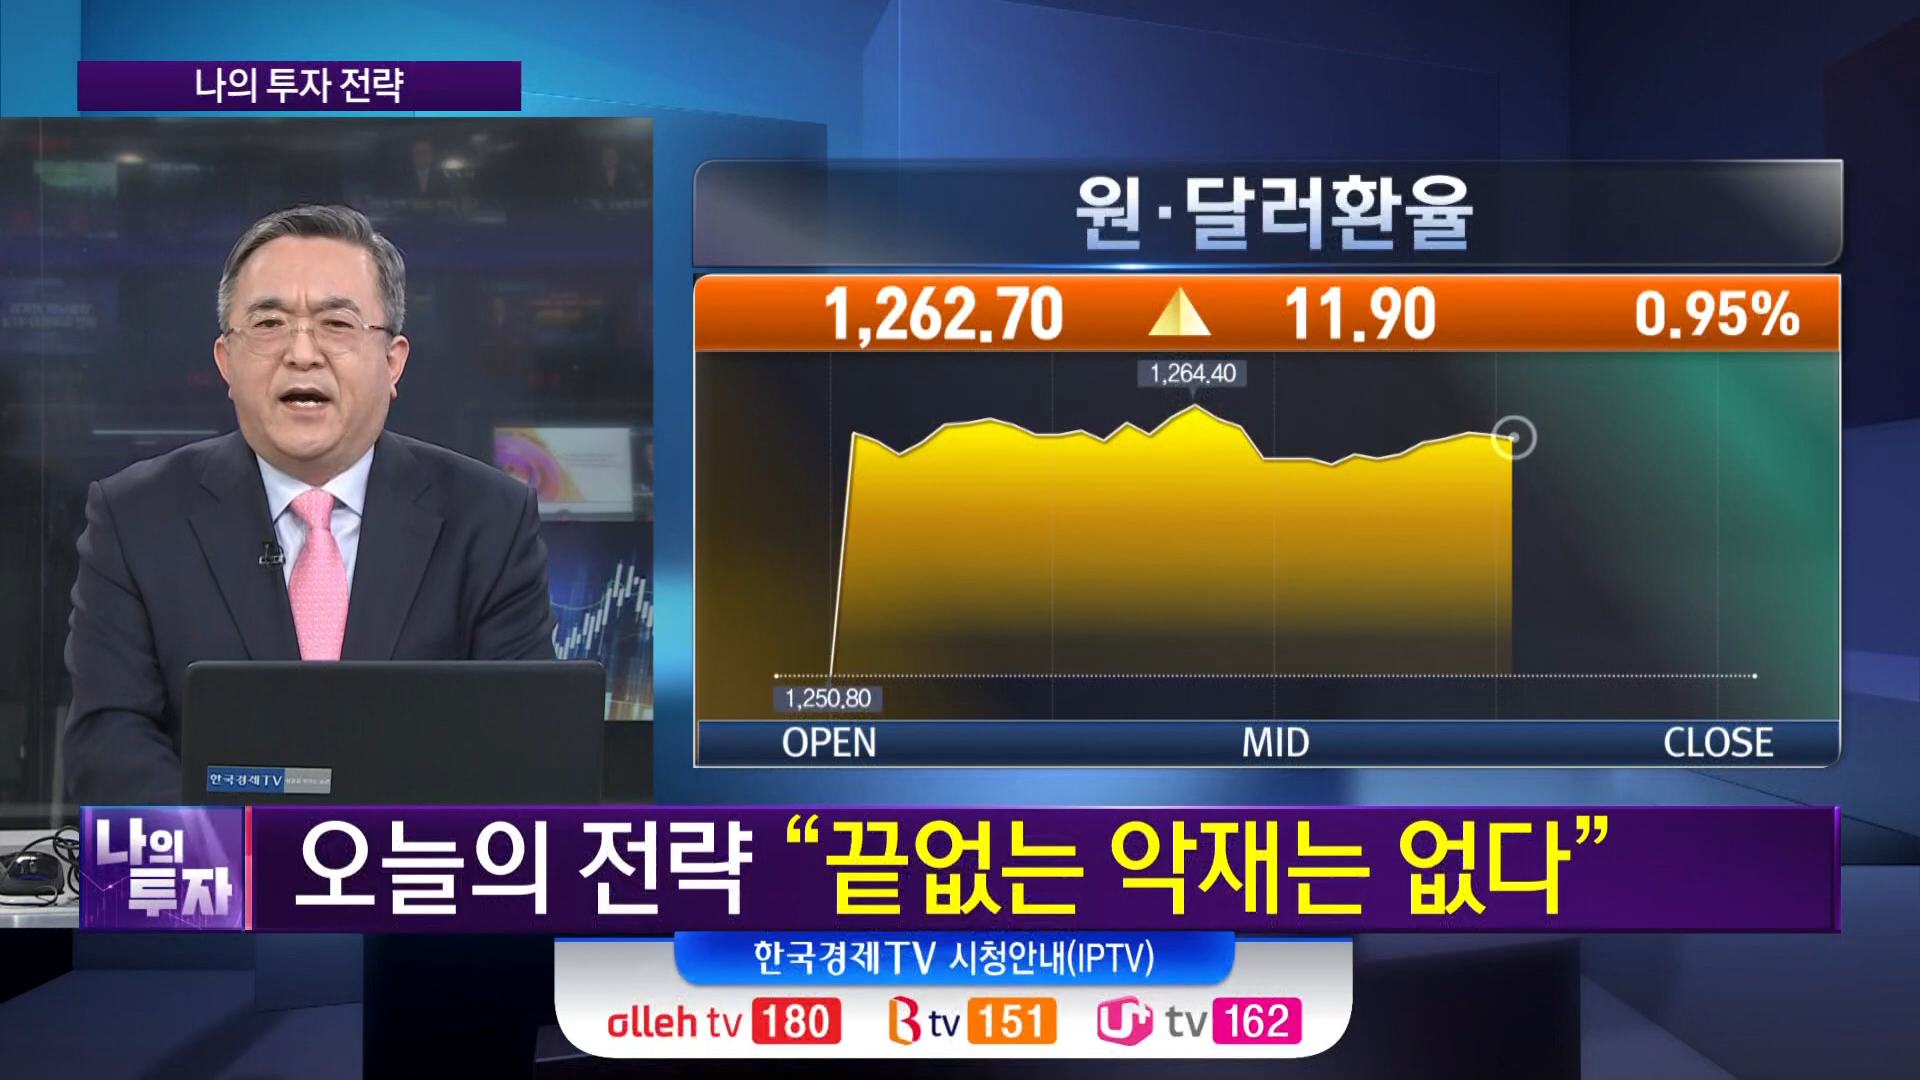 나의 투자 전략
원·달러환율
1,262.70 ▲ 11.90 0.95%
1,264.40
1,250.80
OPEN MID CLOSE
한국경제TV
나의
투자
오늘의 전략 “끝없는 악재는 없다”
한국경제TV 시청안내(IPTV)
olleh tv 180 B tv 151 U+ tv 162